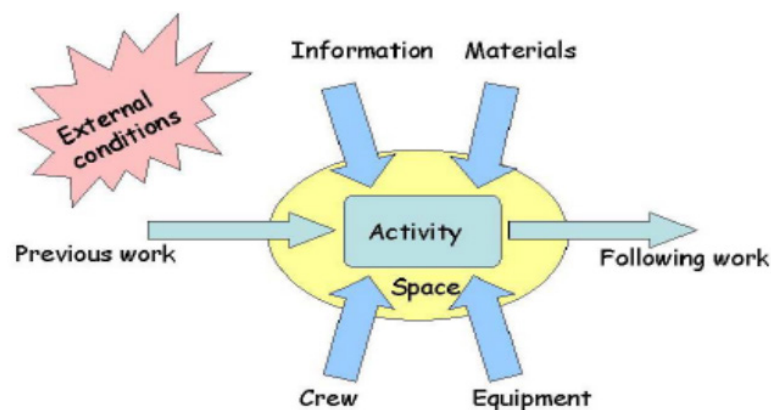 Information
Materials
External
conditions
Activity
Previous work
Following work
Space
Crew
Equipment